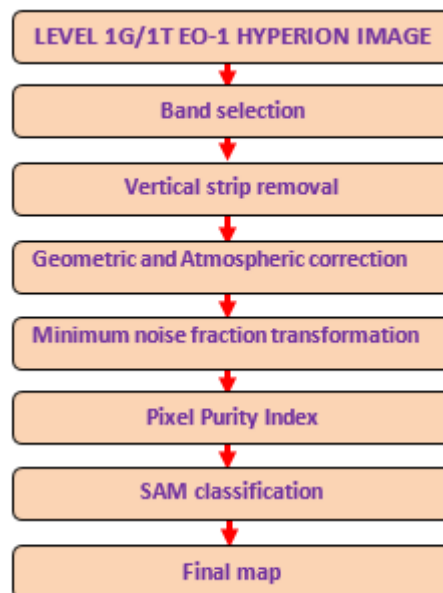 LEVEL 1G/1T EO-1 HYPERION IMAGE
Band selection
Vertical strip removal
Geometric and Atmospheric correction
Minimum noise fraction transformation
Pixel Purity Index
SAM classification
Final map